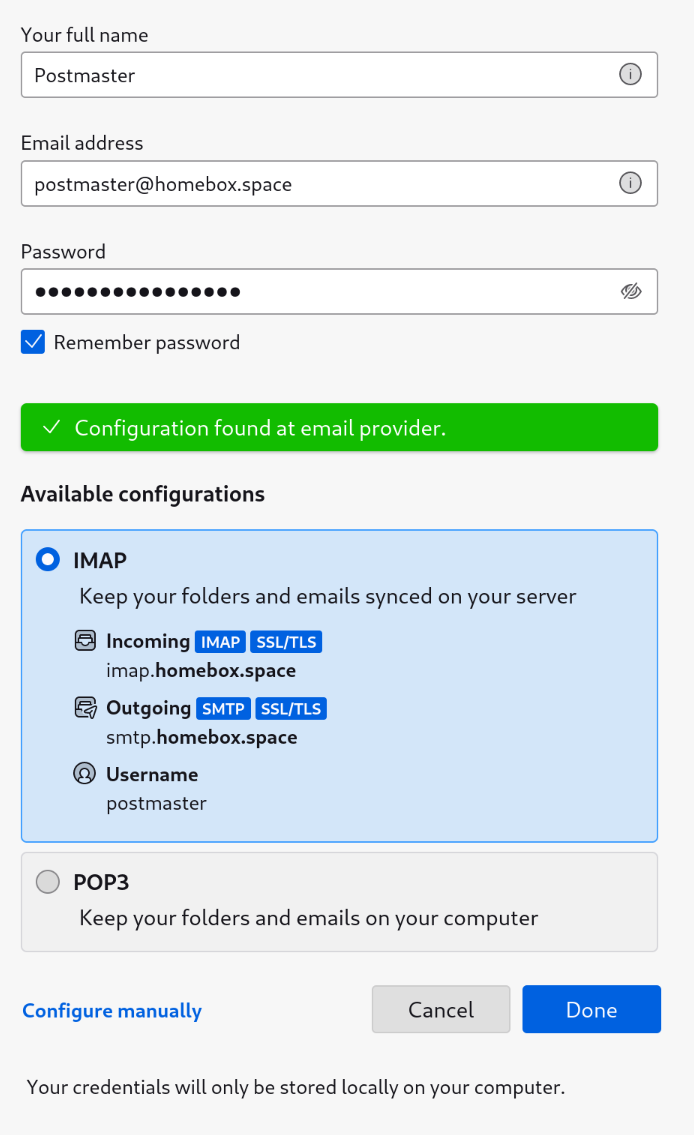 Your full name
Postmaster
Email address
postmaster@homebox.space
Password
Remember password
Configuration found at email provider.
Available configurations
IMAP
Keep your folders and emails synced on your server
Incoming IMAP SSL/TLS
imap.homebox.space
Outgoing SMTP SSL/TLS
smtp.homebox.space
Username
postmaster
POP3
Keep your folders and emails on your computer
Configure manually Cancel Done
Your credentials will only be stored locally on your computer.